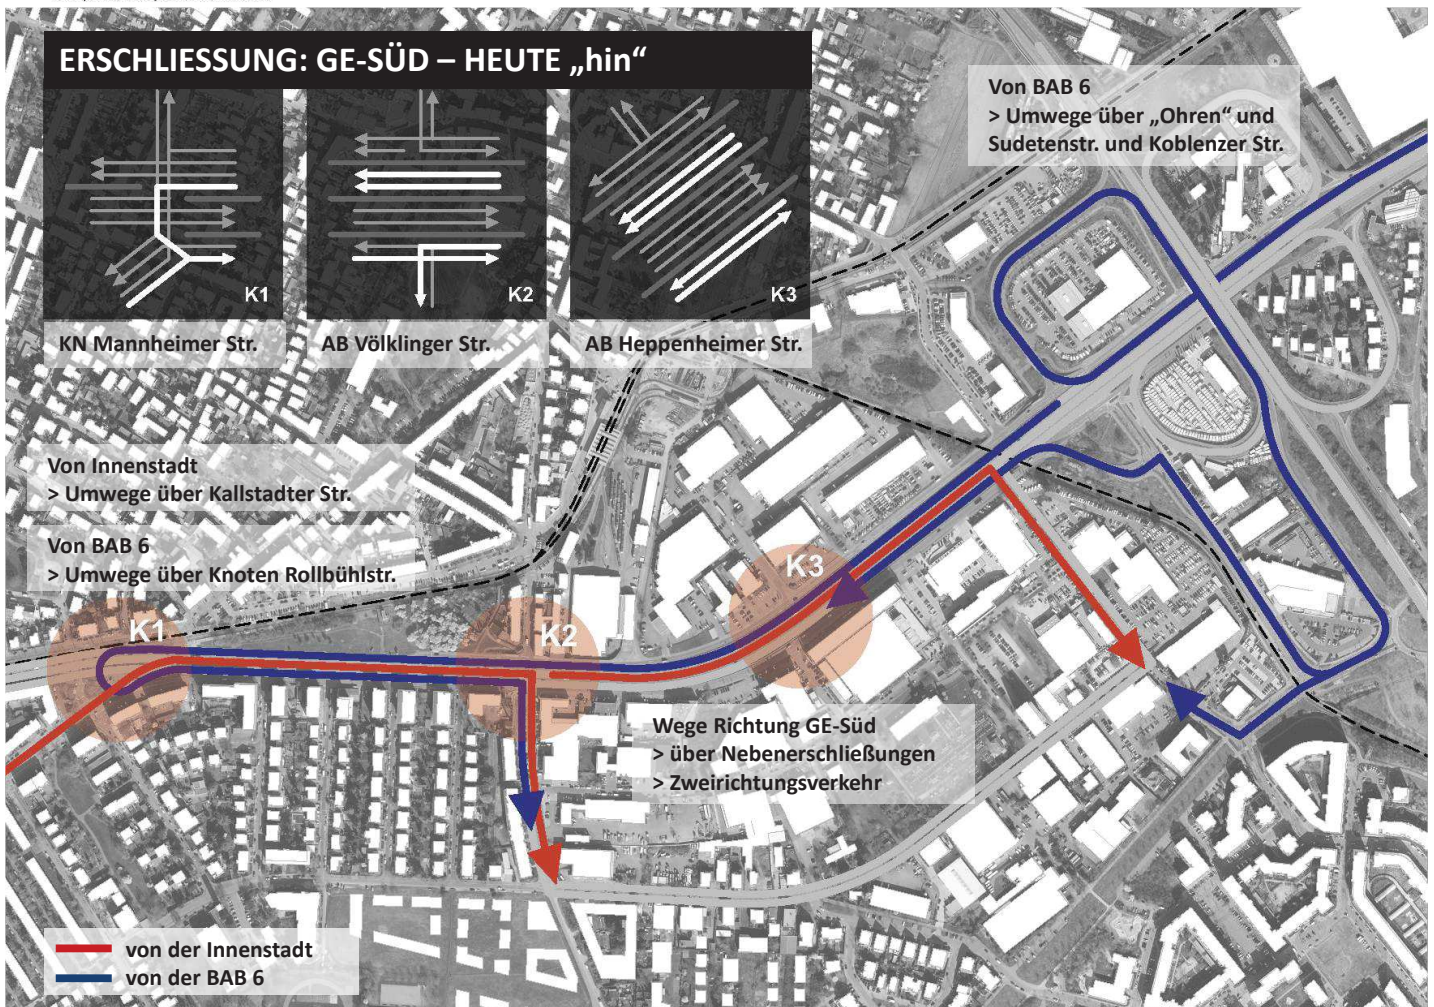 ERSCHLIESSUNG: GE-SÜD – HEUTE „hin“
K1
K2
K3
KN Mannheimer Str.
AB Völklinger Str.
AB Heppenheimer Str.
Von BAB 6
> Umwege über „Ohren“ und
Sudetenstr. und Koblenzer Str.
Von Innenstadt
> Umwege über Kallstadter Str.
Von BAB 6
> Umwege über Knoten Rollbühlstr.
K1
K2
K3
Wege Richtung GE-Süd
> über Nebenerschließungen
> Zweirichtungsverkehr
von der Innenstadt
von der BAB 6